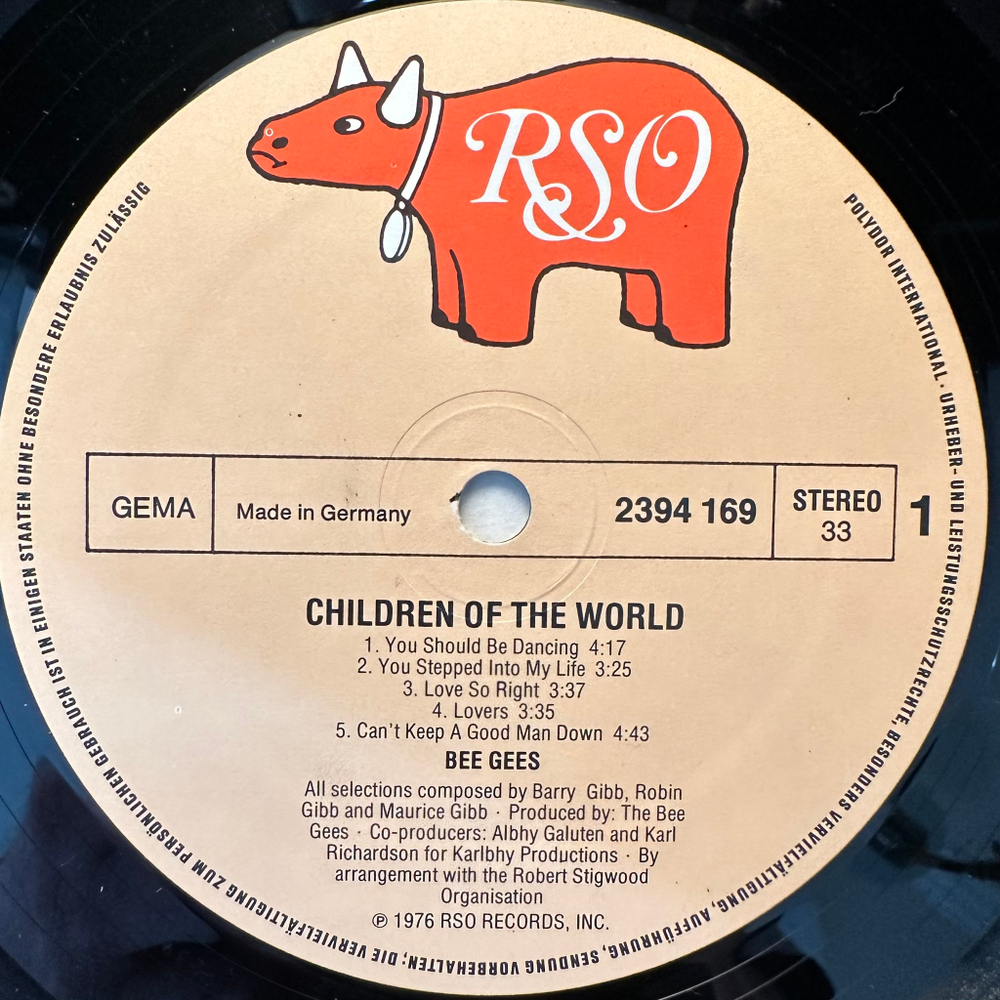 RSO
GEMA
Made in Germany
2394 169
STEREO
33
1
CHILDREN OF THE WORLD
1. You Should Be Dancing 4:17
2. You Stepped Into My Life 3:25
3. Love So Right 3:37
4. Lovers 3:35
5. Can't Keep A Good Man Down 4:43
BEE GEES
All selections composed by Barry Gibb, Robin
Gibb and Maurice Gibb · Produced by: The Bee
Gees · Co-producers: Albhy Galuten and Karl
Richardson for Karlbhy Productions · By
arrangement with the Robert Stigwood
Organisation
℗ 1976 RSO RECORDS, INC.
POLYDOR INTERNATIONAL · URHEBER- UND LEISTUNGSSCHUTZRECHTE, BESONDERS VERVIELFÄLTIGUNG, AUFFÜHRUNG, SENDUNG VORBEHALTEN; DIE VERVIELFÄLTIGUNG ZUM PERSÖNLICHEN GEBRAUCH IST IN EINIGEN STAATEN OHNE BESONDERE ERLAUBNIS ZULÄSSIG